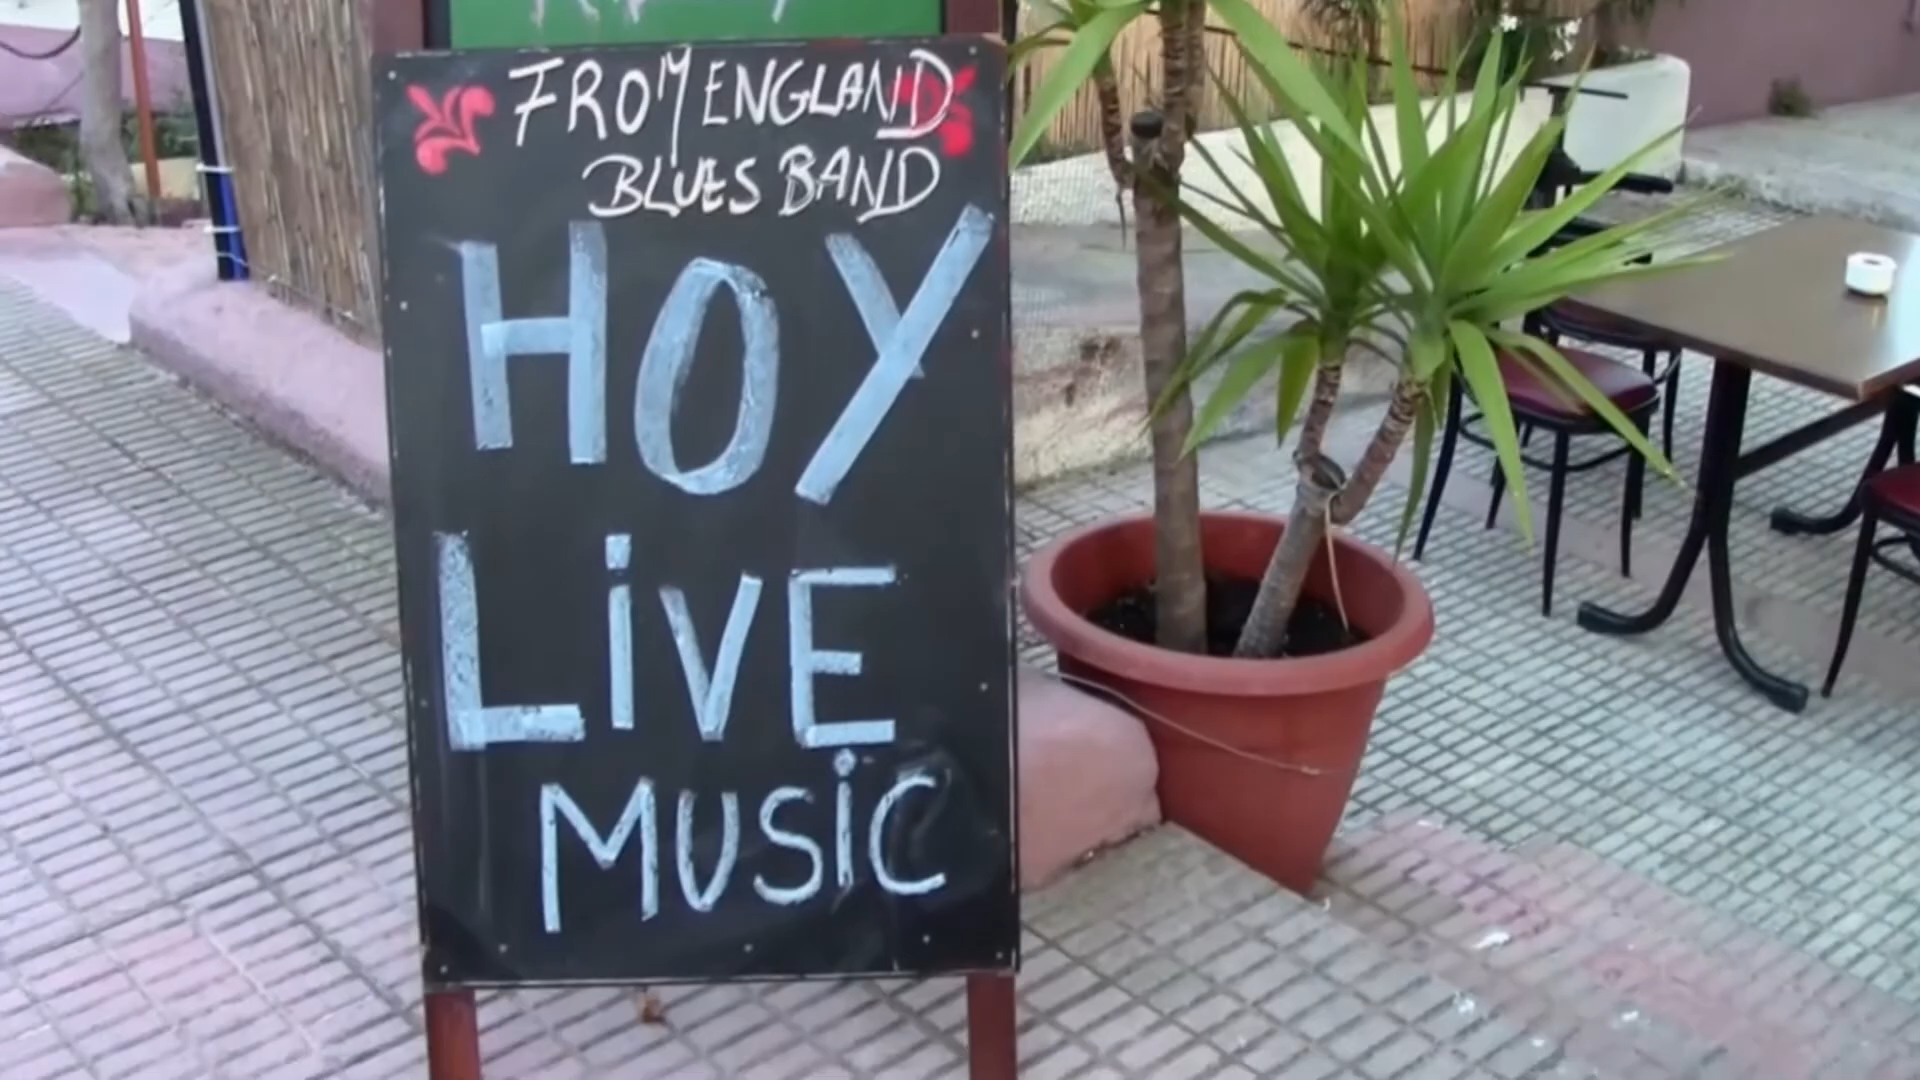 FROM ENGLAND
BLUES BAND
HOY
LiVE
MUSiC